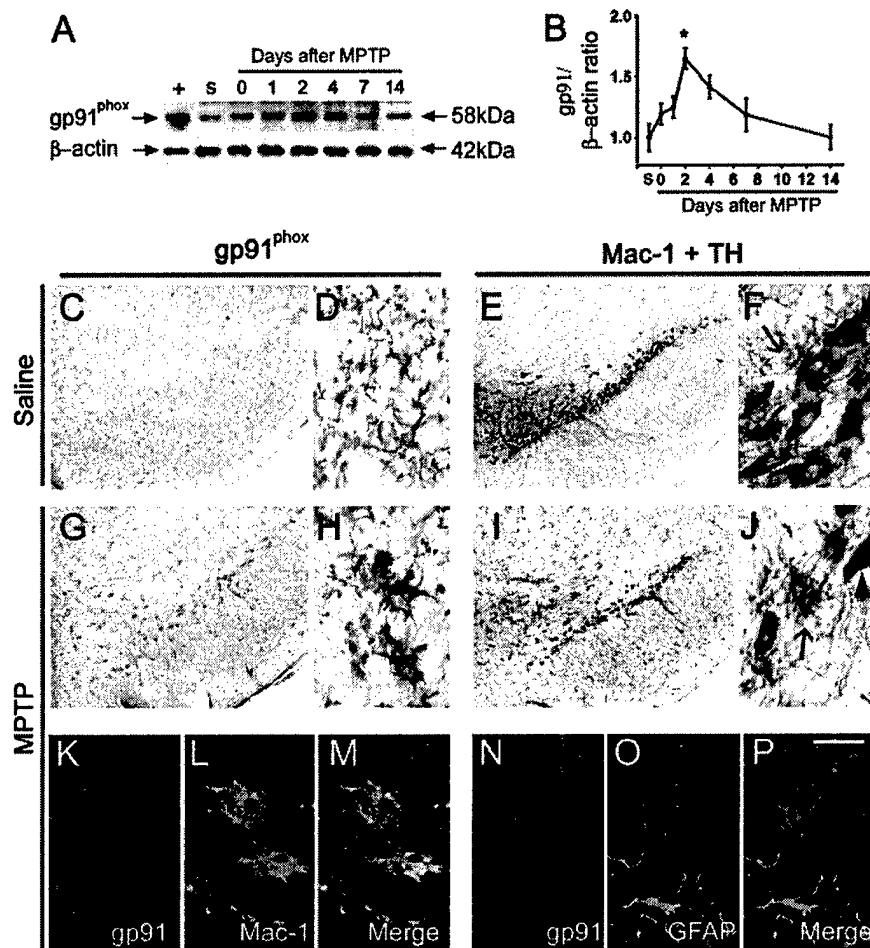 A
Days after MPTP
+ S 0 1 2 4 7 14
gp91phox
58kDa
β–actin
42kDa
B
gp91/
β–actin ratio
2.0
1.5
1.0
*
S 0 2 4 6 8 10 12 14
Days after MPTP
gp91phox
Mac-1 + TH
Saline
C
D
E
F
MPTP
G
H
I
J
K
gp91
L
Mac-1
M
Merge
N
gp91
O
GFAP
P
Merge